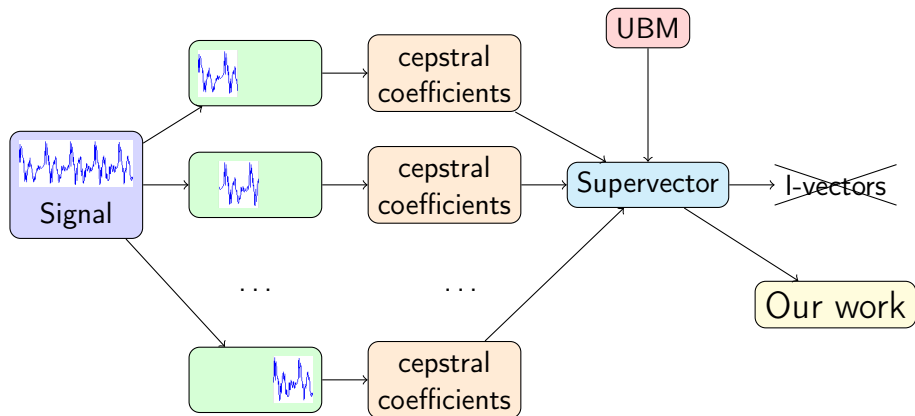 UBM
cepstral
coefficients
Signal
cepstral
coefficients
Supervector
I-vectors
. . .
. . .
Our work
cepstral
coefficients